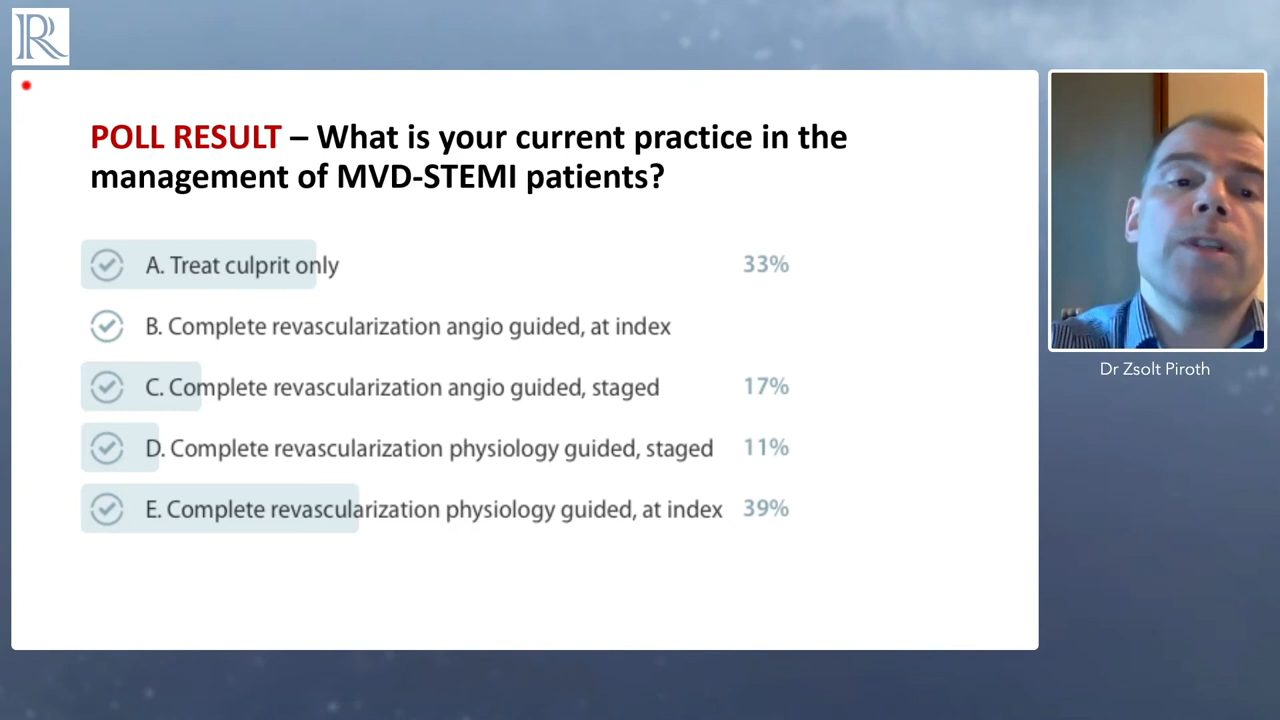 R
POLL RESULT – What is your current practice in the
management of MVD-STEMI patients?
A. Treat culprit only 33%
B. Complete revascularization angio guided, at index
C. Complete revascularization angio guided, staged 17%
D. Complete revascularization physiology guided, staged 11%
E. Complete revascularization physiology guided, at index 39%
Dr Zsolt Piroth